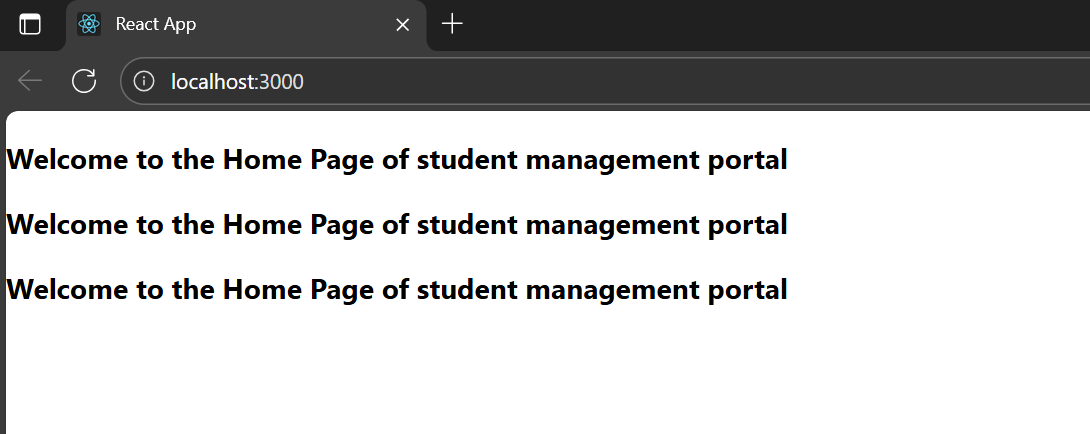 React App
localhost:3000
Welcome to the Home Page of student management portal
Welcome to the Home Page of student management portal
Welcome to the Home Page of student management portal